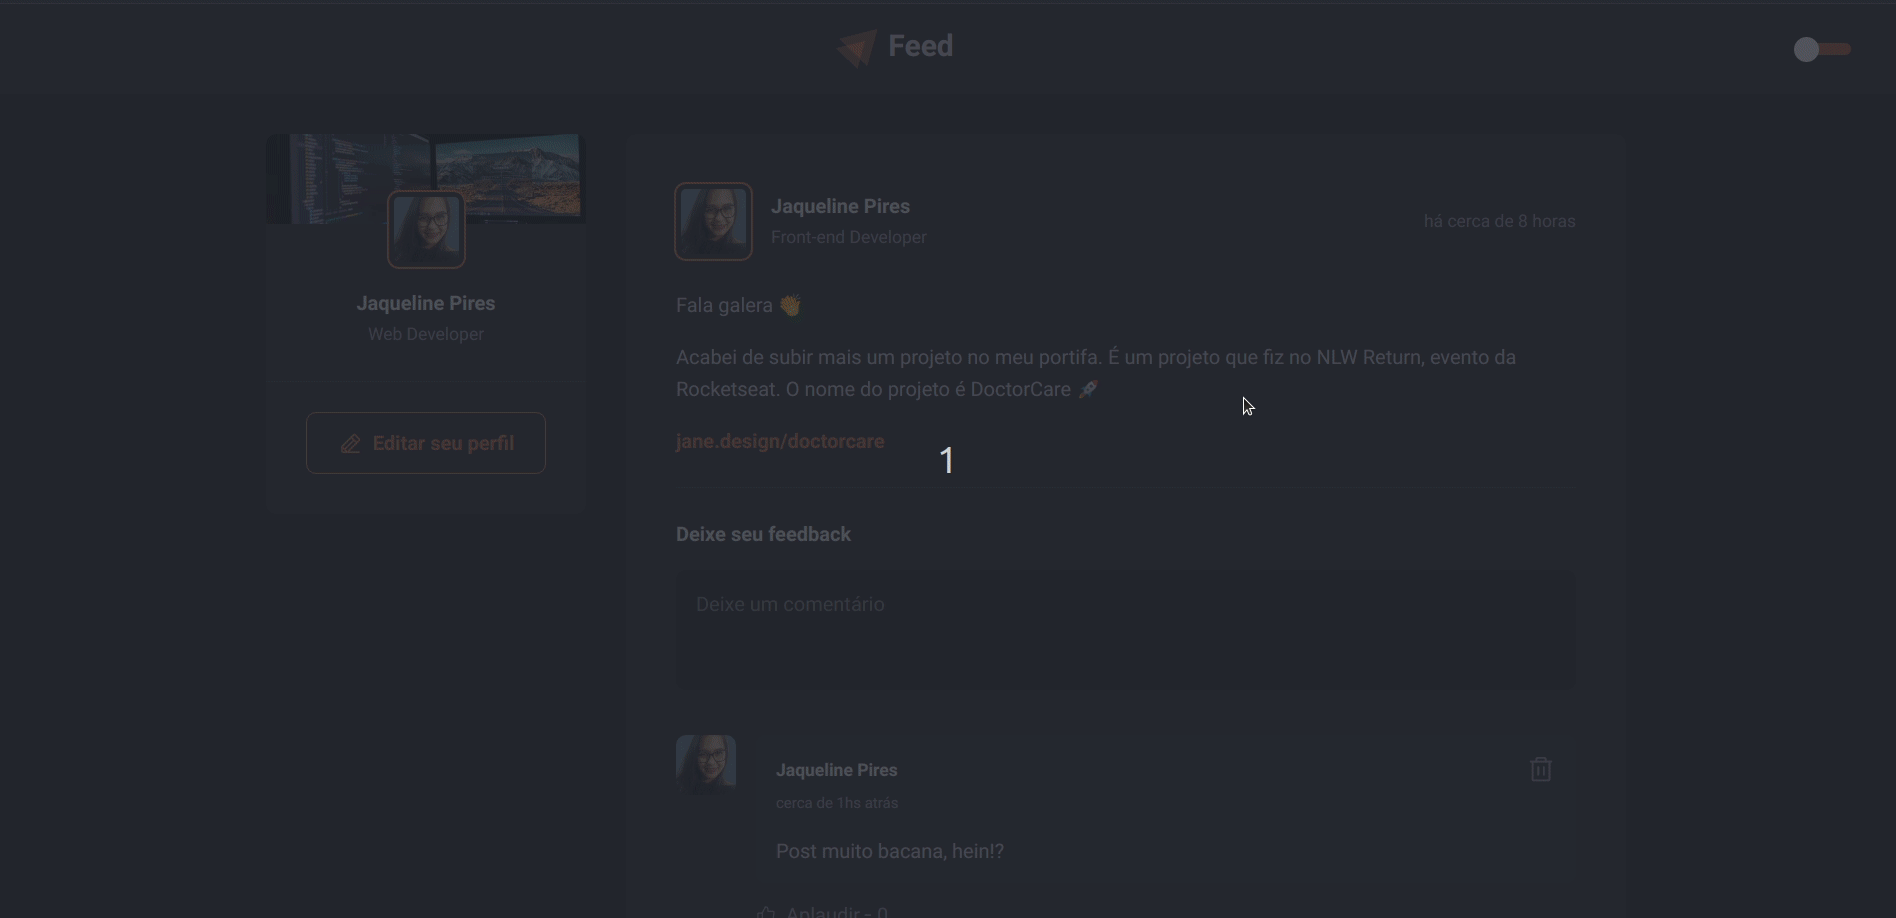 Feed
Jaqueline Pires
Web Developer
Editar seu perfil
Jaqueline Pires
Front-end Developer
há cerca de 8 horas
Fala galera 👋
Acabei de subir mais um projeto no meu portifa. É um projeto que fiz no NLW Return, evento da
Rocketseat. O nome do projeto é DoctorCare 🚀
jane.design/doctorcare
1
Deixe seu feedback
Deixe um comentário
Jaqueline Pires
cerca de 1hs atrás
Post muito bacana, hein!?
Aplaudir - 0